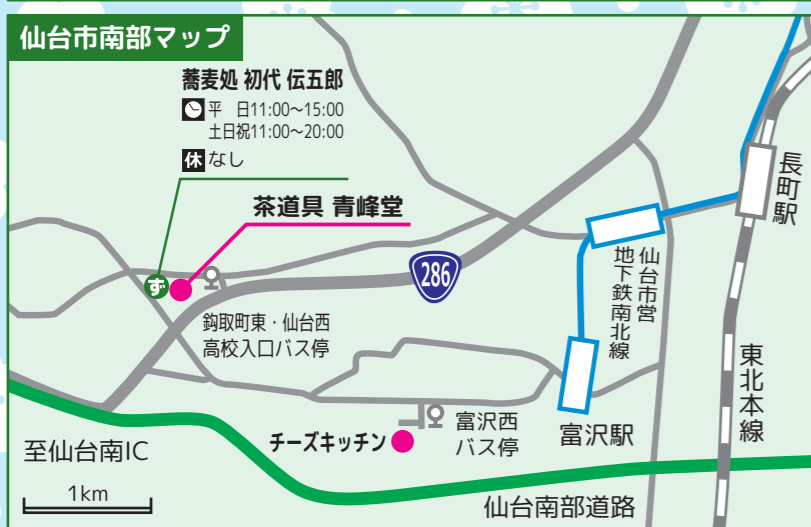 仙台市南部マップ
蕎麦処 初代 伝五郎
平　日11:00～15:00
土日祝11:00～20:00
休 なし
茶道具 青峰堂
ず
286
鈎取町東・仙台西
高校入口バス停
長町駅
仙台市営
地下鉄南北線
東北本線
富沢駅
富沢西
バス停
チーズキッチン
至仙台南IC
1km
仙台南部道路